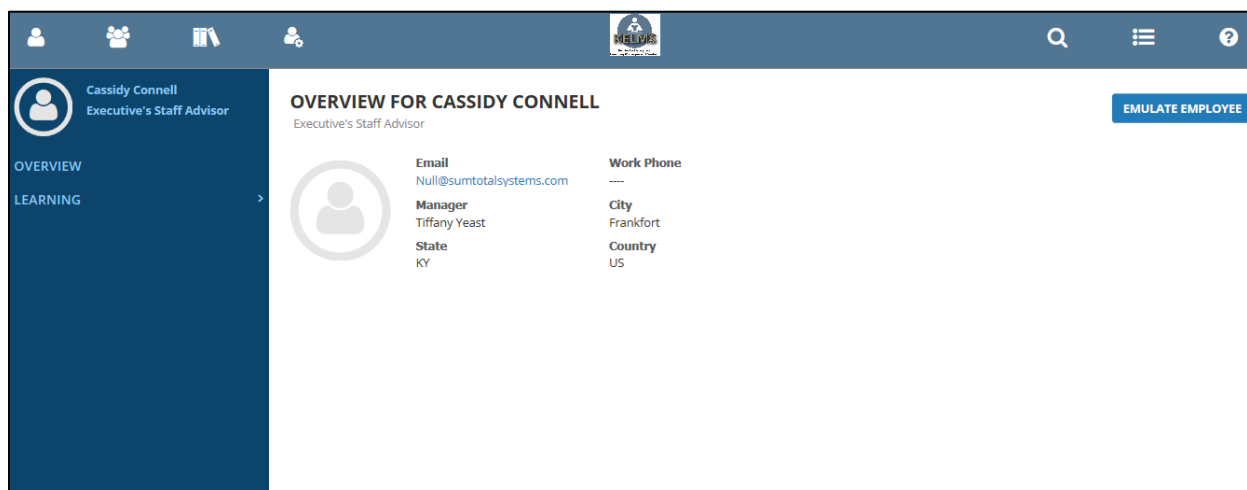 KELMS
Cassidy Connell
Executive's Staff Advisor
OVERVIEW
LEARNING
OVERVIEW FOR CASSIDY CONNELL
Executive's Staff Advisor
EMULATE EMPLOYEE
Email
Null@sumtotalsystems.com
Work Phone
----
Manager
Tiffany Yeast
City
Frankfort
State
KY
Country
US